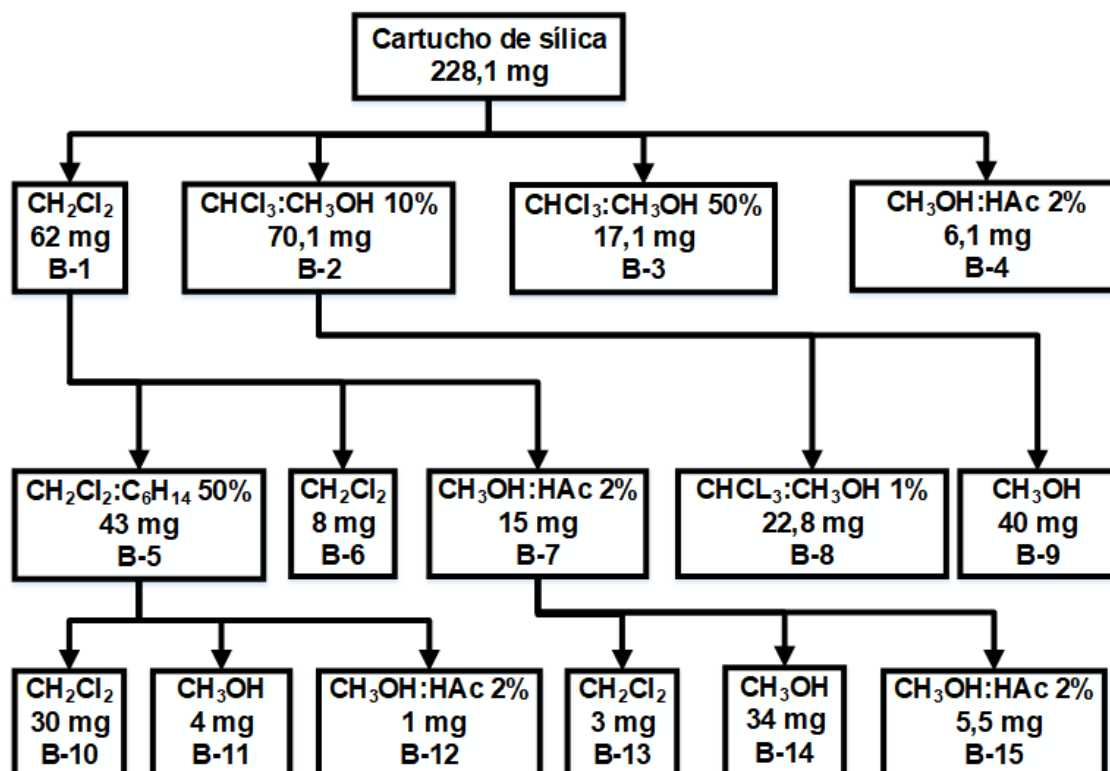 Cartucho de sílica
228,1 mg
CH₂Cl₂
62 mg
B-1
CHCl₃:CH₃OH 10%
70,1 mg
B-2
CHCl₃:CH₃OH 50%
17,1 mg
B-3
CH₃OH:HAc 2%
6,1 mg
B-4
CH₂Cl₂:C₆H₁₄ 50%
43 mg
B-5
CH₂Cl₂
8 mg
B-6
CH₃OH:HAc 2%
15 mg
B-7
CHCL₃:CH₃OH 1%
22,8 mg
B-8
CH₃OH
40 mg
B-9
CH₂Cl₂
30 mg
B-10
CH₃OH
4 mg
B-11
CH₃OH:HAc 2%
1 mg
B-12
CH₂Cl₂
3 mg
B-13
CH₃OH
34 mg
B-14
CH₃OH:HAc 2%
5,5 mg
B-15